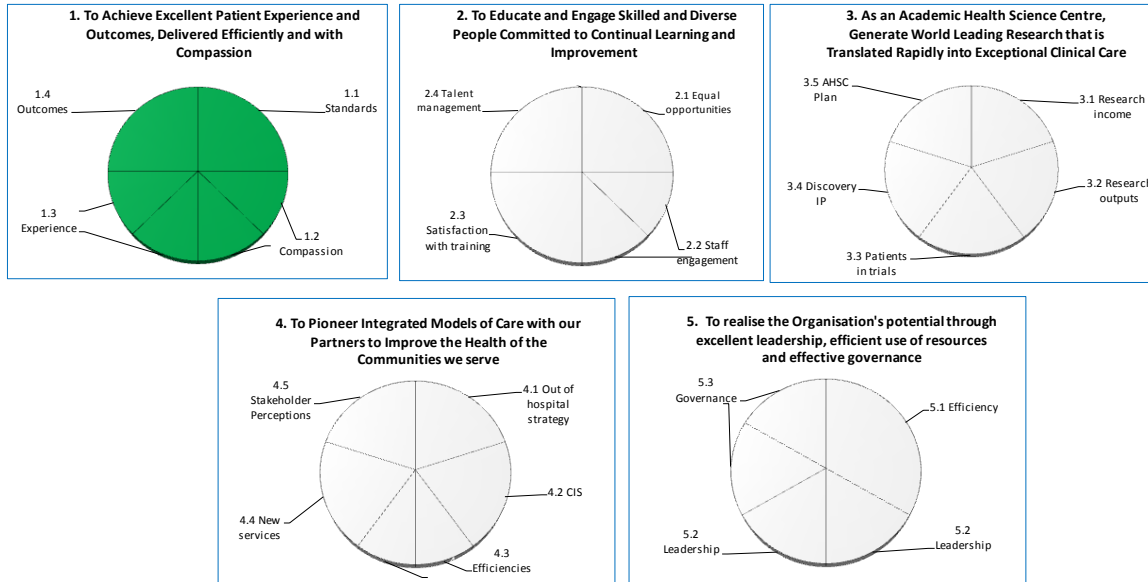 1. To Achieve Excellent Patient Experience and
Outcomes, Delivered Efficiently and with
Compassion
1.4
Outcomes
1.1
Standards
1.3
Experience
1.2
Compassion
2. To Educate and Engage Skilled and Diverse
People Committed to Continual Learning and
Improvement
2.4 Talent
management
2.1 Equal
opportunities
2.3
Satisfaction
with training
2.2 Staff
engagement
3. As an Academic Health Science Centre,
Generate World Leading Research that is
Translated Rapidly into Exceptional Clinical Care
3.5 AHSC
Plan
3.1 Research
income
3.4 Discovery
IP
3.2 Research
outputs
3.3 Patients
in trials
4. To Pioneer Integrated Models of Care with our
Partners to Improve the Health of the
Communities we serve
4.5
Stakeholder
Perceptions
4.1 Out of
hospital
strategy
4.4 New
services
4.2 CIS
4.3
Efficiencies
5. To realise the Organisation's potential through
excellent leadership, efficient use of resources
and effective governance
5.3
Governance
5.1 Efficiency
5.2
Leadership
5.2
Leadership